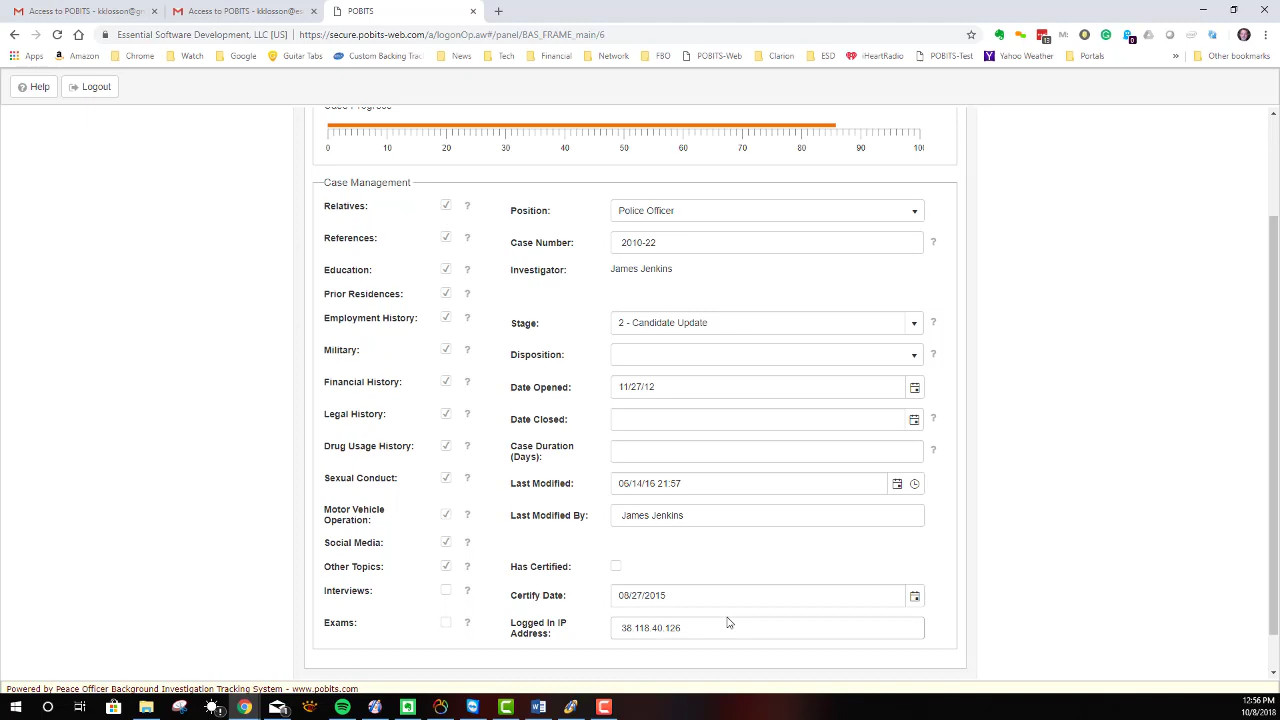 Access to POBITS - kklosson@gm
Access to POBITS - kklosson@es
POBITS
Essential Software Development, LLC [US] | https://secure.pobits-web.com/a/logonOp.aw#/panel/BAS_FRAME_main/6
Apps Amazon Chrome Watch Google Guitar Tabs Custom Backing Trac News Tech Financial Network FBO POBITS-Web Clarion ESD iHeartRadio POBITS-Test Yahoo Weather Portals » Other bookmarks
Help Logout
Case Progress
0 10 20 30 40 50 60 70 80 90 100
Case Management
Relatives: ?
Position: Police Officer
References: ?
Case Number: 2010-22 ?
Education: ?
Investigator: James Jenkins
Prior Residences: ?
Employment History: ?
Stage: 2 - Candidate Update ?
Military: ?
Disposition: ?
Financial History: ?
Date Opened: 11/27/12
Legal History: ?
Date Closed: ?
Drug Usage History: ?
Case Duration
(Days): ?
Sexual Conduct: ?
Last Modified: 06/14/16 21:57
Motor Vehicle
Operation: ?
Last Modified By: James Jenkins
Social Media: ?
Other Topics: ?
Has Certified:
Interviews: ?
Certify Date: 08/27/2015
Exams: ?
Logged In IP
Address: 38.118.40.126
Powered by Peace Officer Background Investigation Tracking System - www.pobits.com
12:56 PM
10/8/2018